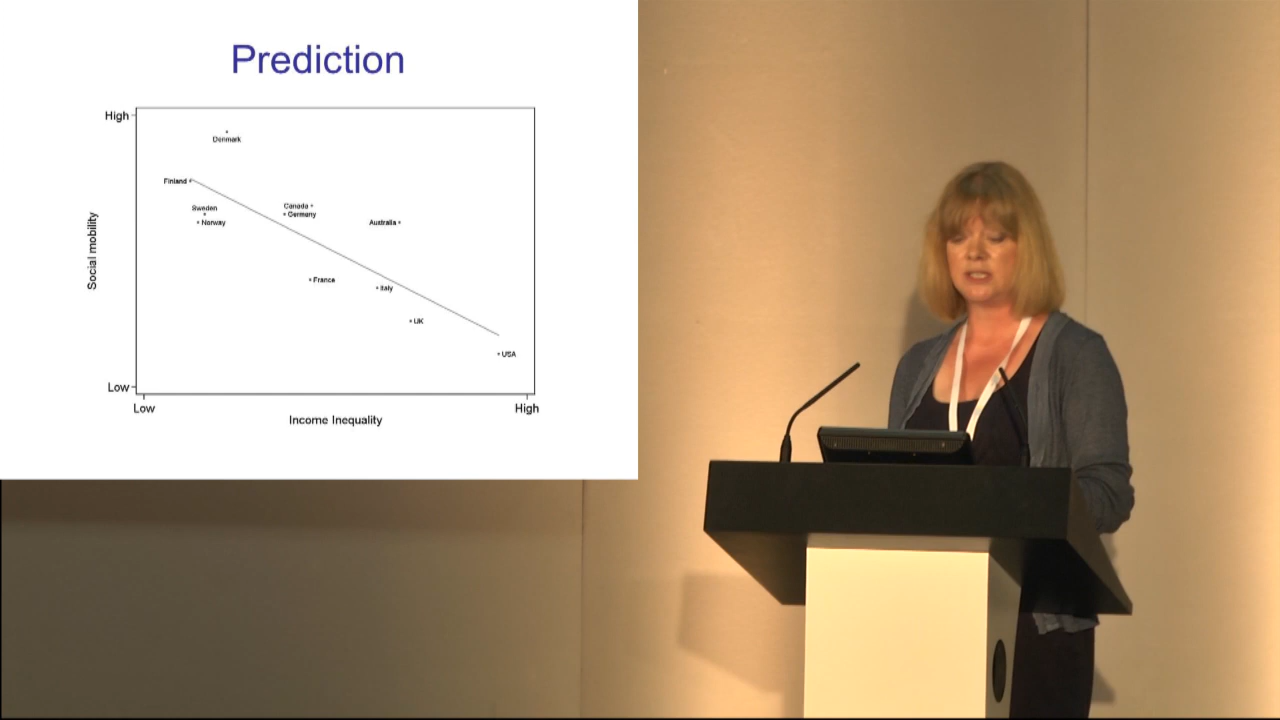 Prediction
High
Denmark
Finland
Sweden
Norway
Canada
Germany
Australia
France
Italy
UK
USA
Social mobility
Low
Low
High
Income Inequality